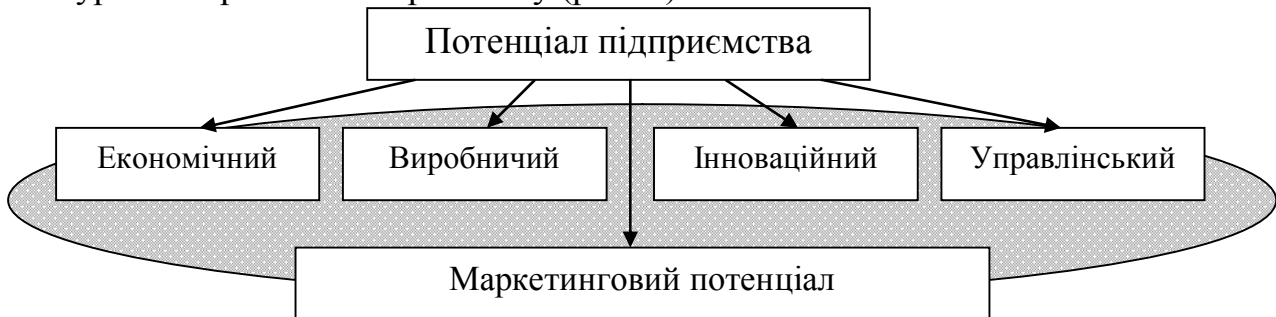 Потенціал підприємства
Економічний
Виробничий
Інноваційний
Управлінський
Маркетинговий потенціал